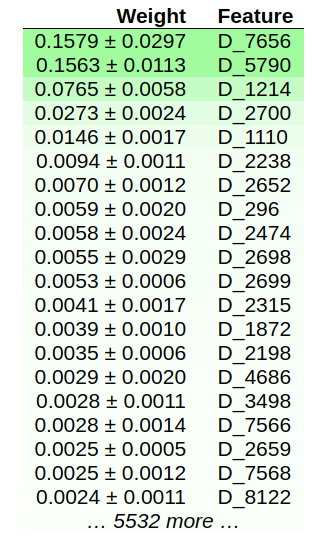 Weight Feature
0.1579 ± 0.0297 D_7656
0.1563 ± 0.0113 D_5790
0.0765 ± 0.0058 D_1214
0.0273 ± 0.0024 D_2700
0.0146 ± 0.0017 D_1110
0.0094 ± 0.0011 D_2238
0.0070 ± 0.0012 D_2652
0.0059 ± 0.0020 D_296
0.0058 ± 0.0024 D_2474
0.0055 ± 0.0029 D_2698
0.0053 ± 0.0006 D_2699
0.0041 ± 0.0017 D_2315
0.0039 ± 0.0010 D_1872
0.0035 ± 0.0006 D_2198
0.0029 ± 0.0020 D_4686
0.0028 ± 0.0011 D_3498
0.0028 ± 0.0014 D_7566
0.0025 ± 0.0005 D_2659
0.0025 ± 0.0012 D_7568
0.0024 ± 0.0011 D_8122
… 5532 more …